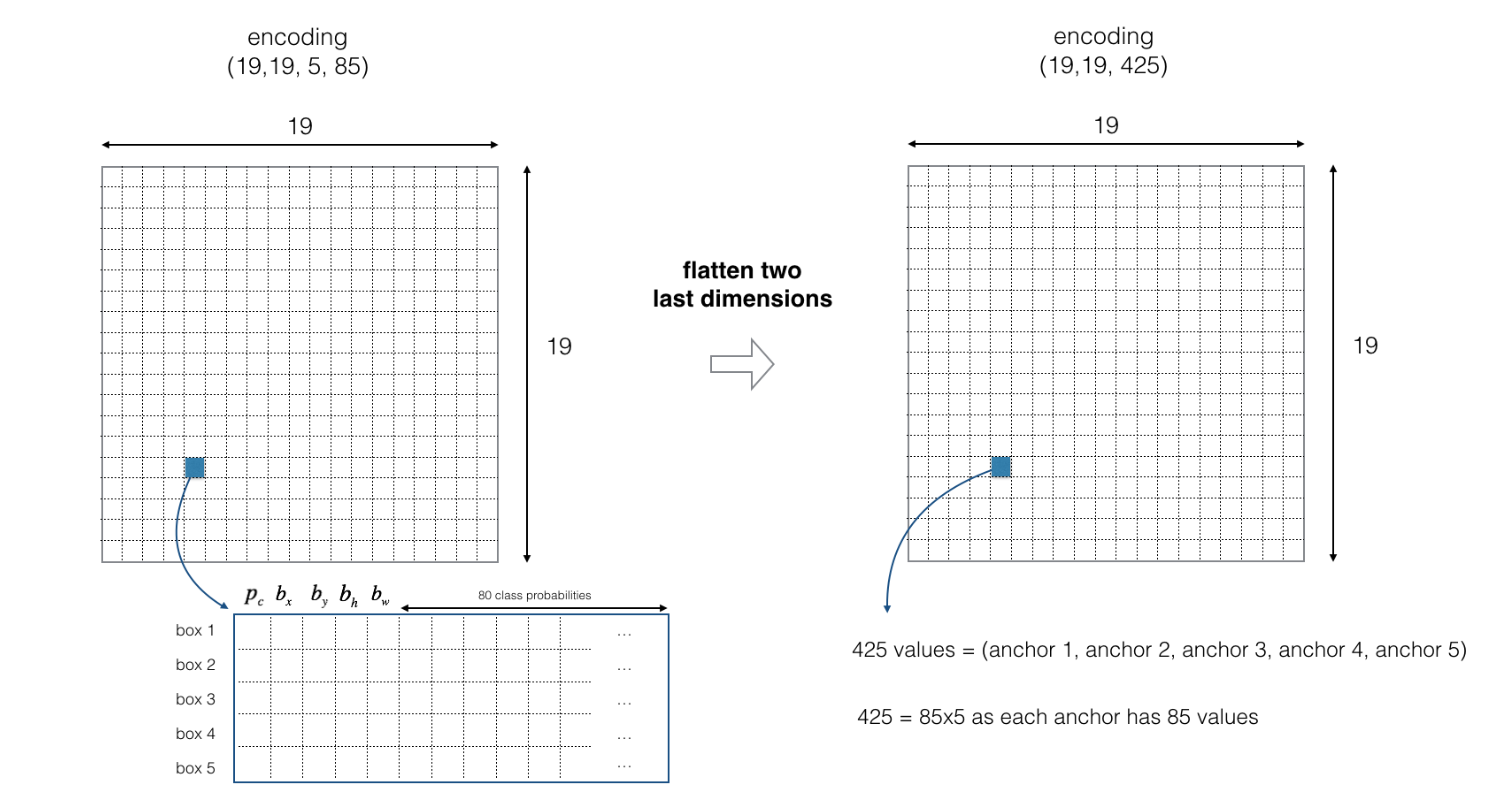 encoding
(19,19, 5, 85)
19
19
p_c b_x b_y b_h b_w
80 class probabilities
box 1 ...
box 2 ...
box 3 ...
box 4 ...
box 5 ...
flatten two
last dimensions
encoding
(19,19, 425)
19
19
425 values = (anchor 1, anchor 2, anchor 3, anchor 4, anchor 5)
425 = 85x5 as each anchor has 85 values